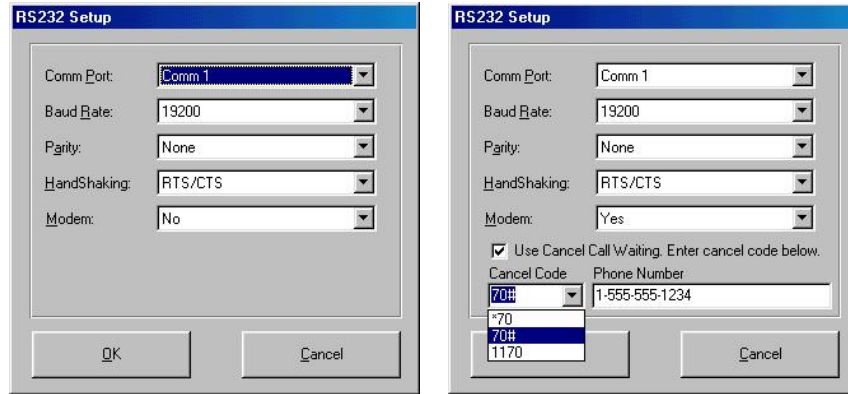 RS232 Setup
Comm Port: Comm 1
Baud Rate: 19200
Parity: None
HandShaking: RTS/CTS
Modem: No
OK Cancel
RS232 Setup
Comm Port: Comm 1
Baud Rate: 19200
Parity: None
HandShaking: RTS/CTS
Modem: Yes
Use Cancel Call Waiting. Enter cancel code below.
Cancel Code Phone Number
70# 1-555-555-1234
*70
70#
1170
Cancel